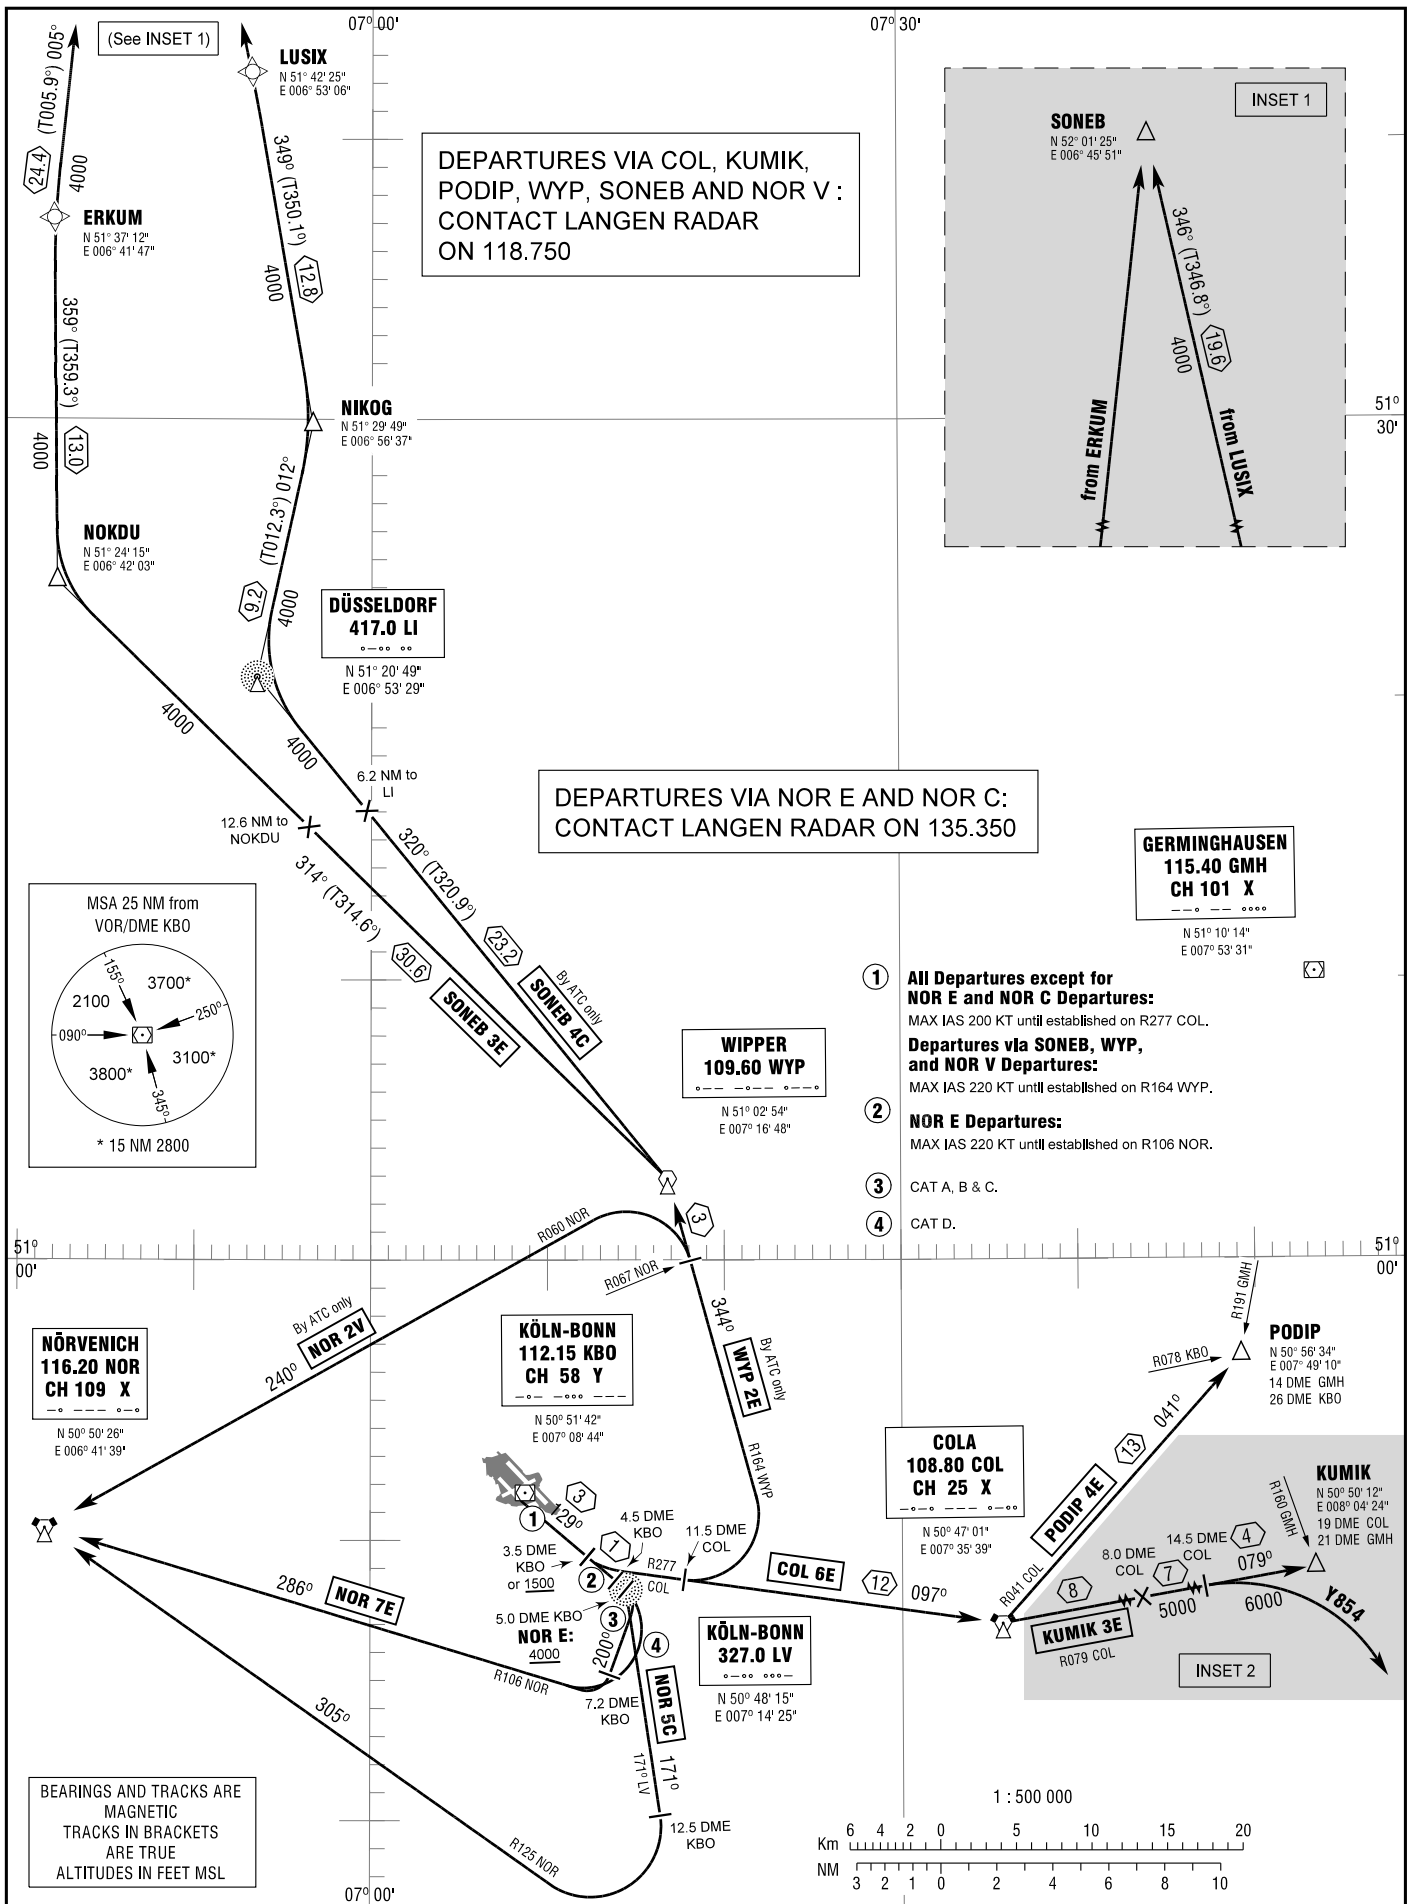 07° 00'
07° 30'
(See INSET 1)
(T005.9°) 005°
24.4
4000
LUSIX
N 51° 42' 25"
E 006° 53' 06"
349° (T350.1°)
12.8
4000
ERKUM
N 51° 37' 12"
E 006° 41' 47"
359° (T359.3°)
13.0
4000
DEPARTURES VIA COL, KUMIK,
PODIP, WYP, SONEB AND NOR V :
CONTACT LANGEN RADAR
ON 118.750
INSET 1
SONEB
N 52° 01' 25"
E 006° 45' 51"
346° (T346.8°)
19.6
4000
from ERKUM
from LUSIX
51°
30'
NIKOG
N 51° 29' 49"
E 006° 56' 37"
(T012.3°) 012°
9.2
4000
NOKDU
N 51° 24' 15"
E 006° 42' 03"
DÜSSELDORF
417.0 LI
N 51° 20' 49"
E 006° 53' 29"
4000
4000
6.2 NM to
LI
12.6 NM to
NOKDU
314° (T314.6°)
30.6
SONEB 3E
320° (T320.9°)
23.2
SONEB 4C
By ATC only
DEPARTURES VIA NOR E AND NOR C:
CONTACT LANGEN RADAR ON 135.350
GERMINGHAUSEN
115.40 GMH
CH 101 X
N 51° 10' 14"
E 007° 53' 31"
MSA 25 NM from
VOR/DME KBO
155°
3700*
2100
250°
090°
3100*
3800*
345°
* 15 NM 2800
WIPPER
109.60 WYP
N 51° 02' 54"
E 007° 16' 48"
1
All Departures except for
NOR E and NOR C Departures:
MAX IAS 200 KT until established on R277 COL.
Departures via SONEB, WYP,
and NOR V Departures:
MAX IAS 220 KT until established on R164 WYP.
2
NOR E Departures:
MAX IAS 220 KT until established on R106 NOR.
3
CAT A, B & C.
4
CAT D.
51°
00'
51°
00'
R060 NOR
R067 NOR
3
344°
By ATC only
WYP 2E
R164 WYP
By ATC only
NOR 2V
240°
NÖRVENICH
116.20 NOR
CH 109 X
N 50° 50' 26"
E 006° 41' 39"
KÖLN-BONN
112.15 KBO
CH 58 Y
N 50° 51' 42"
E 007° 08' 44"
R191 GMH
R078 KBO
PODIP
N 50° 56' 34"
E 007° 49' 10"
14 DME GMH
26 DME KBO
041°
13
PODIP 4E
R041 COL
COLA
108.80 COL
CH 25 X
N 50° 47' 01"
E 007° 35' 39"
KUMIK
N 50° 50' 12"
E 008° 04' 24"
19 DME COL
21 DME GMH
R160 GMH
1
129°
3
4.5 DME
KBO
11.5 DME
COL
3.5 DME
KBO
or 1500
1
R277
COL
2
5.0 DME KBO
3
NOR E:
4000
200°
4
COL 6E
12
097°
14.5 DME
COL
4
079°
8.0 DME
COL
7
8
5000
6000
Y854
KUMIK 3E
R079 COL
INSET 2
KÖLN-BONN
327.0 LV
N 50° 48' 15"
E 007° 14' 25"
286°
NOR 7E
R106 NOR
7.2 DME
KBO
NOR 5C
171° LV
171°
12.5 DME
KBO
305°
R125 NOR
BEARINGS AND TRACKS ARE
MAGNETIC
TRACKS IN BRACKETS
ARE TRUE
ALTITUDES IN FEET MSL
1 : 500 000
Km 6 4 2 0 5 10 15 20
NM 3 2 1 0 2 4 6 8 10
07° 00'